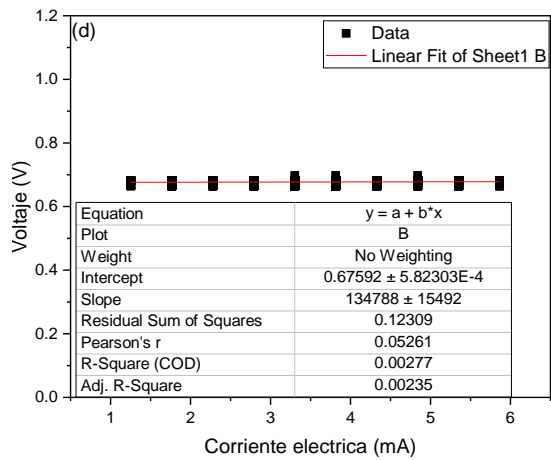 (d)
Data
Linear Fit of Sheet1 B
Voltaje (V)
1.2
1.0
0.8
0.6
0.4
0.2
0.0
Equation y = a + b*x
Plot B
Weight No Weighting
Intercept 0.67592 ± 5.82303E-4
Slope 134788 ± 15492
Residual Sum of Squares 0.12309
Pearson's r 0.05261
R-Square (COD) 0.00277
Adj. R-Square 0.00235
1 2 3 4 5 6
Corriente electrica (mA)